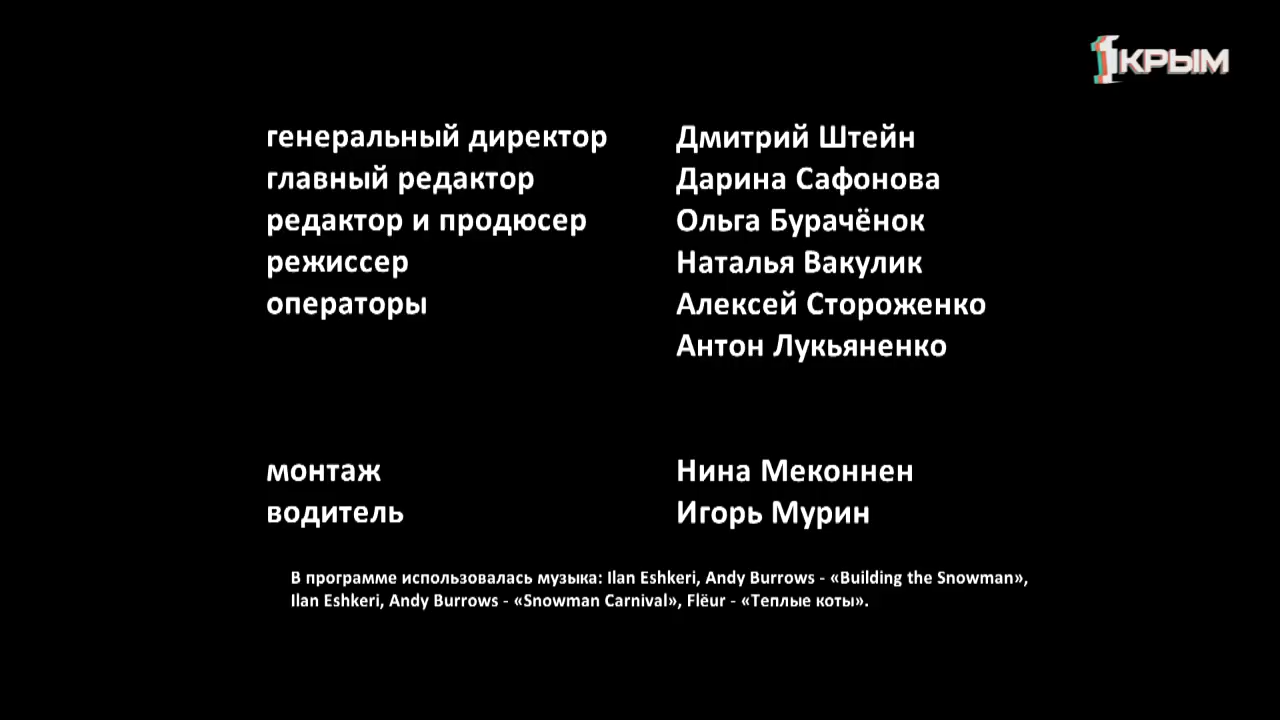 1КРЫМ
генеральный директор Дмитрий Штейн
главный редактор Дарина Сафонова
редактор и продюсер Ольга Бурачёнок
режиссер Наталья Вакулик
операторы Алексей Стороженко
Антон Лукьяненко
монтаж Нина Меконнен
водитель Игорь Мурин
В программе использовалась музыка: Ilan Eshkeri, Andy Burrows - «Building the Snowman»,
Ilan Eshkeri, Andy Burrows - «Snowman Carnival», Flëur - «Теплые коты».